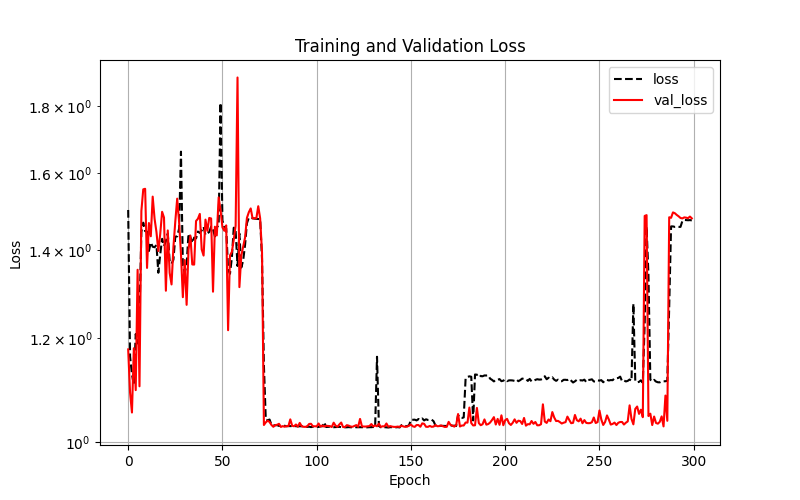 Training and Validation Loss
loss
val_loss
1.8 × 10⁰
1.6 × 10⁰
1.4 × 10⁰
1.2 × 10⁰
10⁰
Loss
0 50 100 150 200 250 300
Epoch